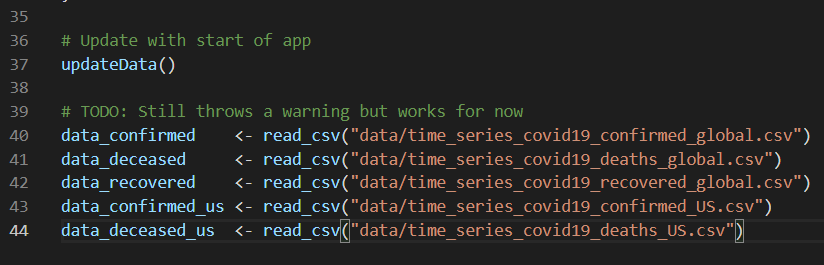 35
36 # Update with start of app
37 updateData()
38
39 # TODO: Still throws a warning but works for now
40 data_confirmed    <- read_csv("data/time_series_covid19_confirmed_global.csv")
41 data_deceased     <- read_csv("data/time_series_covid19_deaths_global.csv")
42 data_recovered    <- read_csv("data/time_series_covid19_recovered_global.csv")
43 data_confirmed_us <- read_csv("data/time_series_covid19_confirmed_US.csv")
44 data_deceased_us  <- read_csv("data/time_series_covid19_deaths_US.csv")